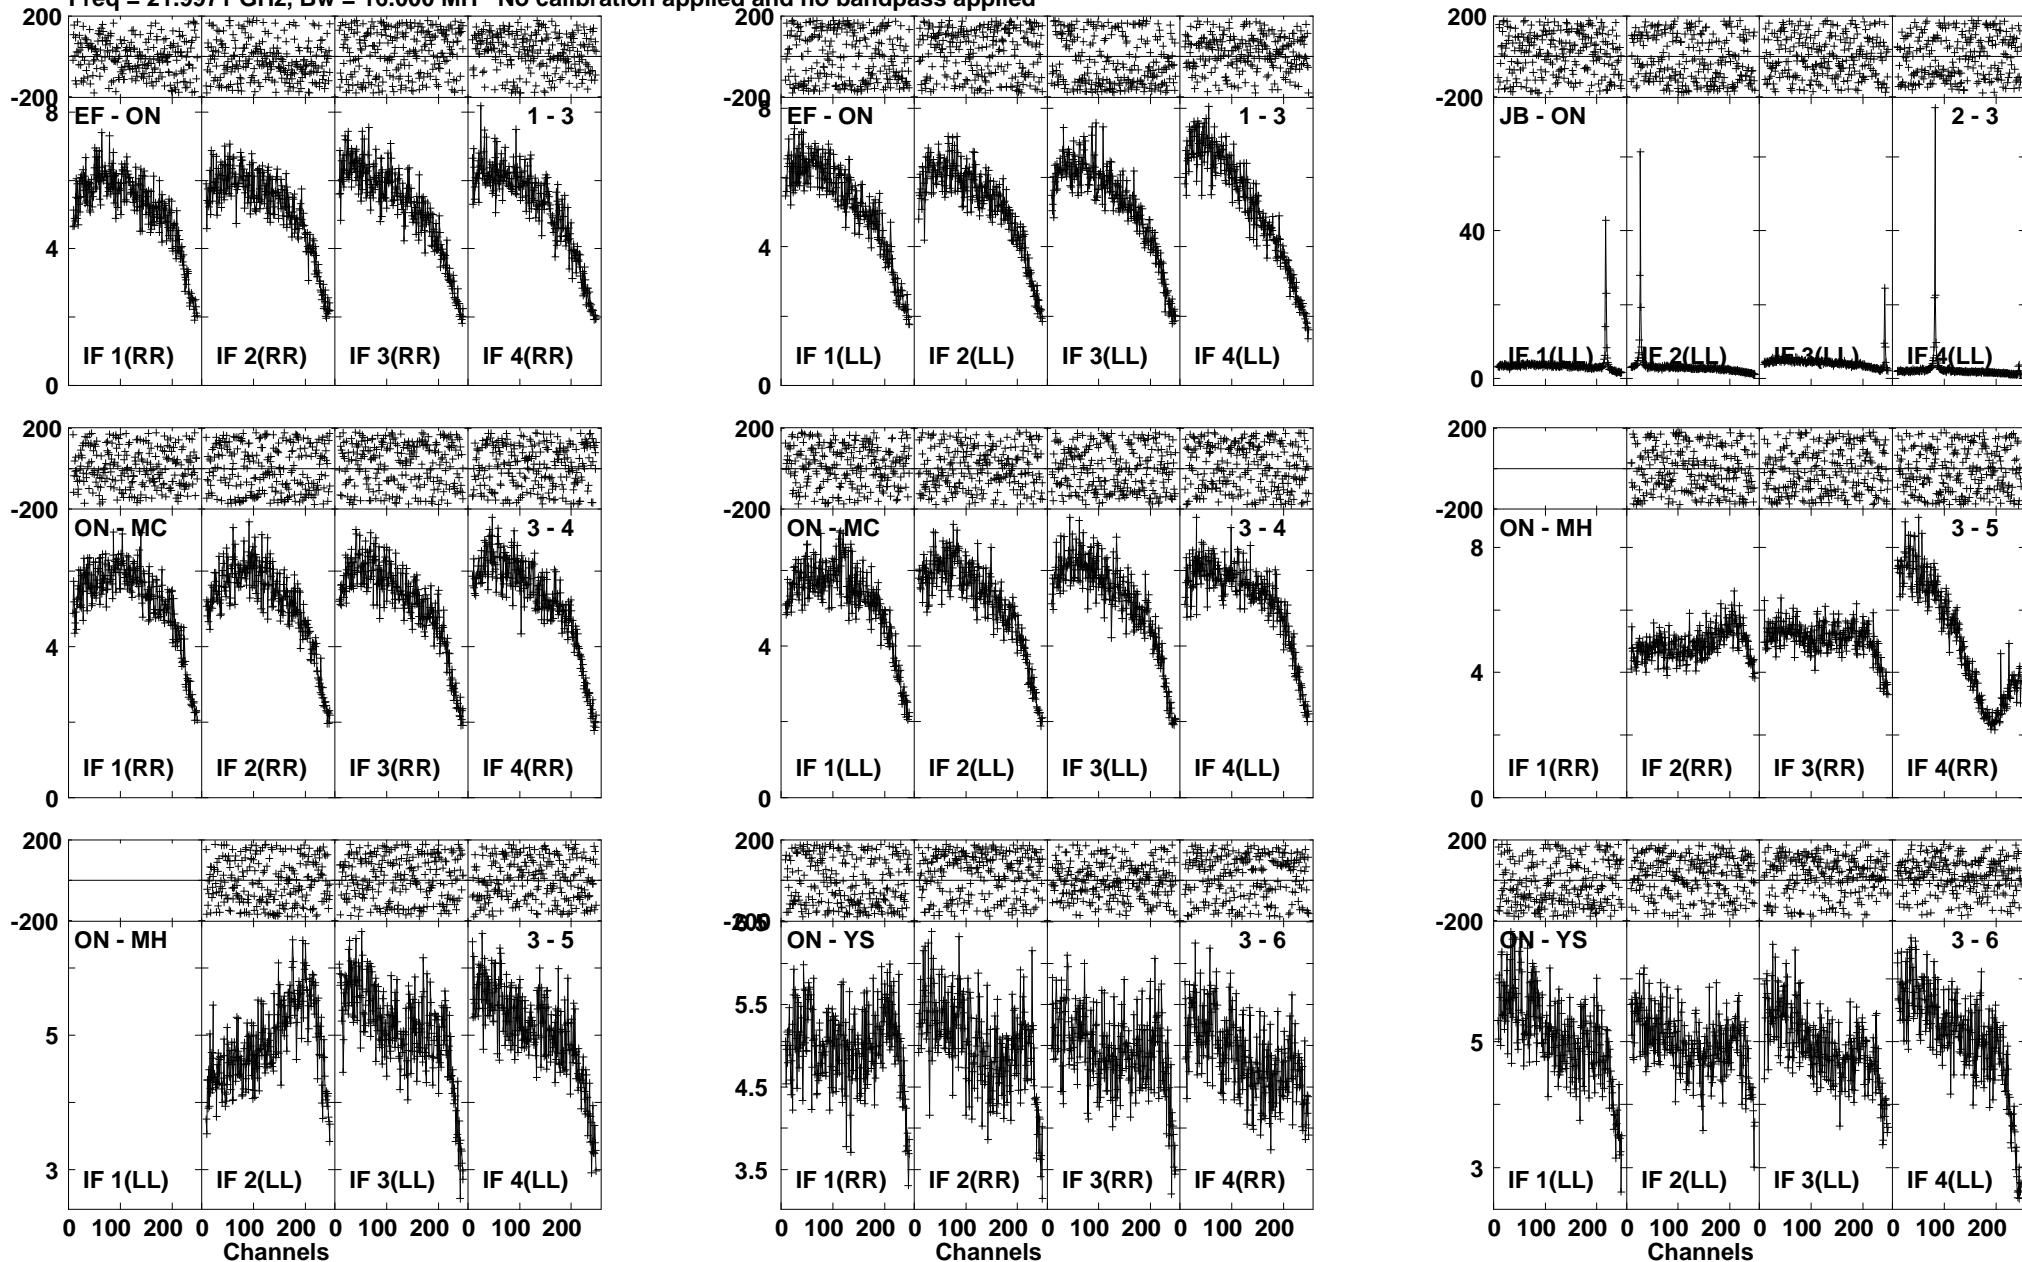 Freq = 21.9971 GHz, Bw = 16.000 MH No calibration applied and no bandpass applied
200 200 200
-200 -200 -200
8 EF - ON 1 - 3 8 EF - ON 1 - 3 JB - ON 2 - 3
4 4 40
IF 1(RR) IF 2(RR) IF 3(RR) IF 4(RR) IF 1(LL) IF 2(LL) IF 3(LL) IF 4(LL) IF 1(LL) IF 2(LL) IF 3(LL) IF 4(LL)
0 0 0
200 200 200
-200 -200 -200
ON - MC 3 - 4 ON - MC 3 - 4 ON - MH 3 - 5
8
4 4 4
IF 1(RR) IF 2(RR) IF 3(RR) IF 4(RR) IF 1(LL) IF 2(LL) IF 3(LL) IF 4(LL) IF 1(RR) IF 2(RR) IF 3(RR) IF 4(RR)
0 0 0
200 200 200
-200 -200 -200
6.5
ON - MH 3 - 5 ON - YS 3 - 6 ON - YS 3 - 6
5 5.5 5
4.5
3 3.5 3
IF 1(LL) IF 2(LL) IF 3(LL) IF 4(LL) IF 1(RR) IF 2(RR) IF 3(RR) IF 4(RR) IF 1(LL) IF 2(LL) IF 3(LL) IF 4(LL)
0 100 200 0 100 200 0 100 200 0 100 200 0 100 200 0 100 200 0 100 200 0 100 200 0 100 200 0 100 200 0 100 200 0 100 200
Channels Channels Channels